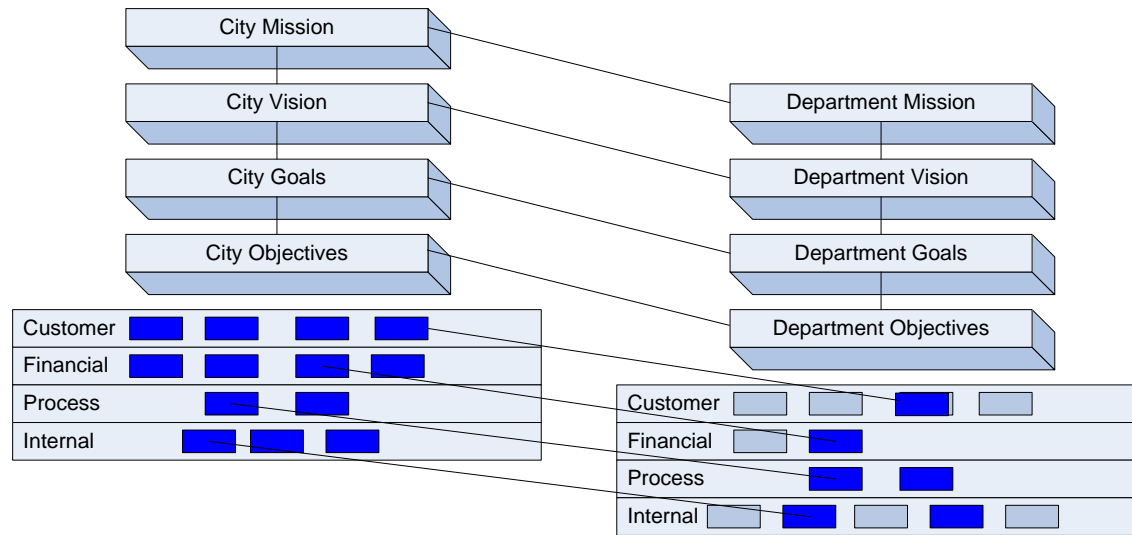 City Mission
City Vision
City Goals
City Objectives
Customer
Financial
Process
Internal
Department Mission
Department Vision
Department Goals
Department Objectives
Customer
Financial
Process
Internal